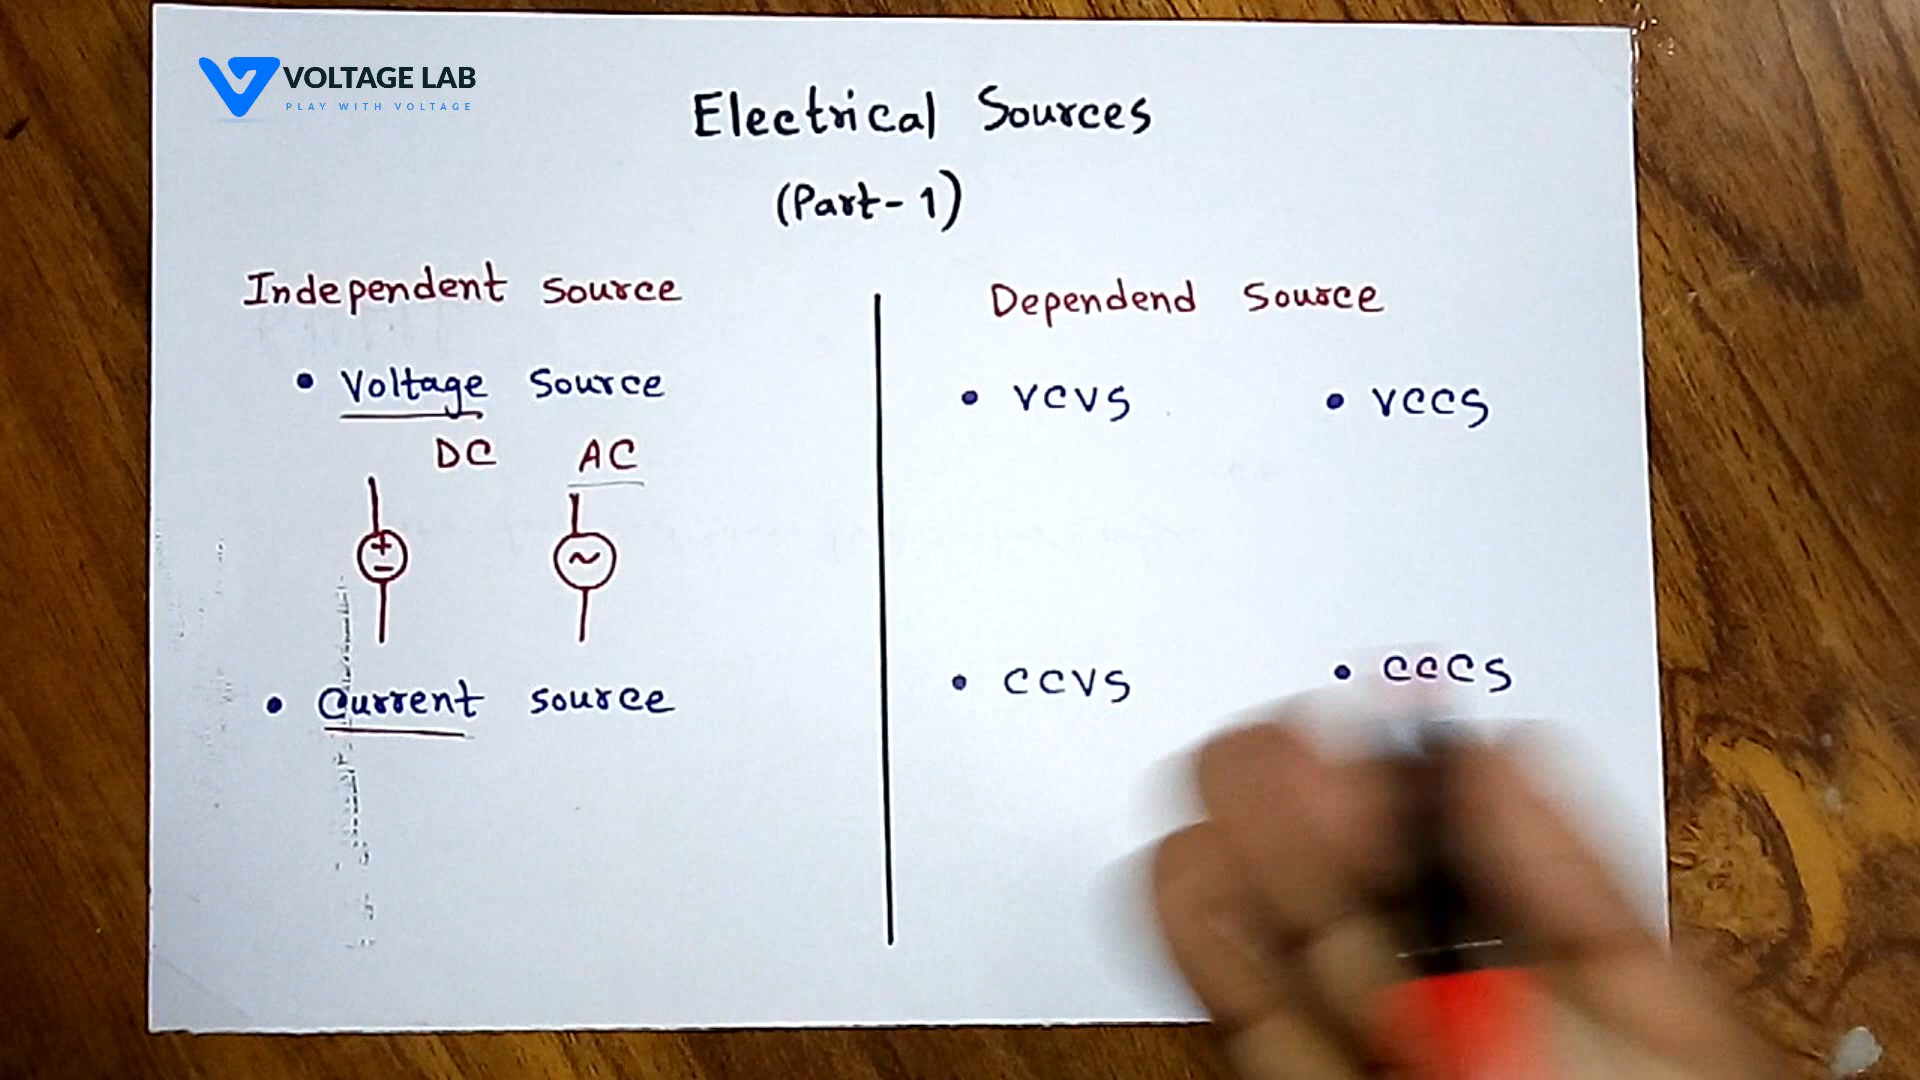 VOLTAGE LAB
PLAY WITH VOLTAGE
Electrical Sources
(Part-1)
Independent Source
• Voltage Source
DC AC
+
−
~
• Current source
Dependend Source
• VCVS • VCCS
• CCVS • CCCS